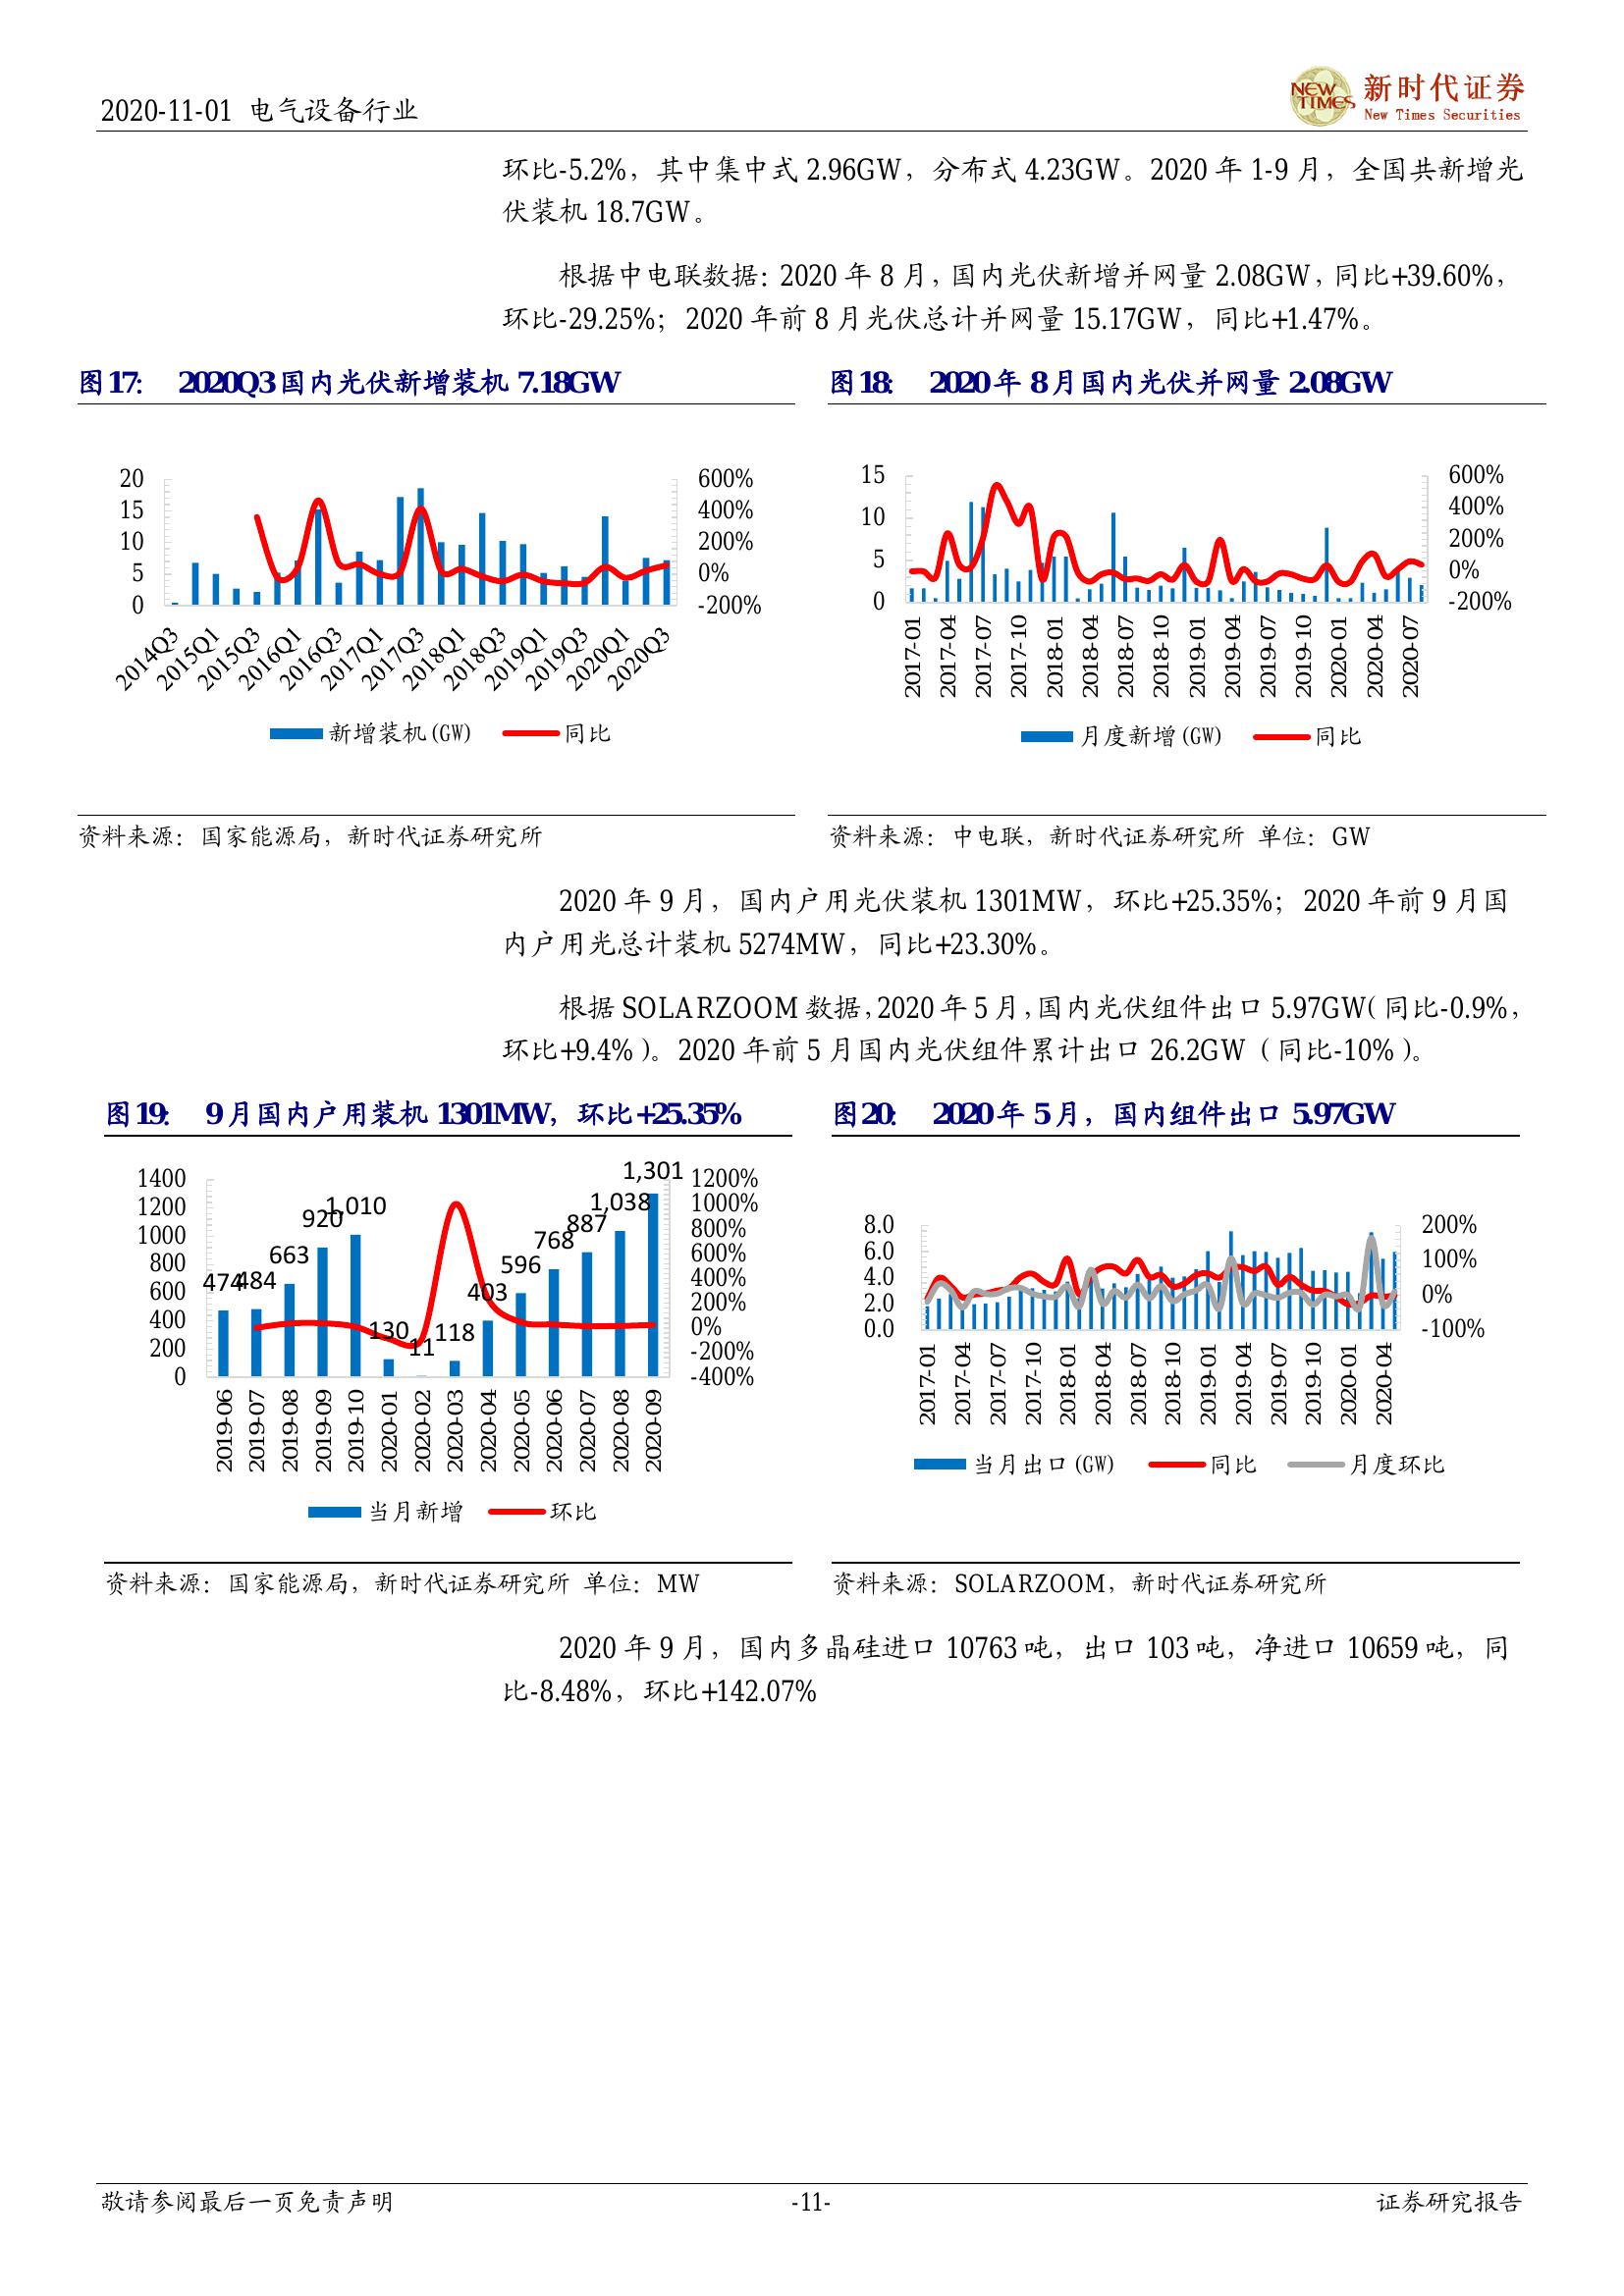 2020-11-01 电气设备行业
NEW TIMES
新时代证券
New Times Securities
环比-5.2%，其中集中式 2.96GW，分布式 4.23GW。2020 年 1-9 月，全国共新增光
伏装机 18.7GW。
根据中电联数据：2020 年 8 月，国内光伏新增并网量 2.08GW，同比+39.60%，
环比-29.25%；2020 年前 8 月光伏总计并网量 15.17GW，同比+1.47%。
图 17： 2020Q3 国内光伏新增装机 7.18GW
20
15
10
5
0
600%
400%
200%
0%
-200%
2014Q3
2015Q1
2015Q3
2016Q1
2016Q3
2017Q1
2017Q3
2018Q1
2018Q3
2019Q1
2019Q3
2020Q1
2020Q3
新增装机(GW) 同比
资料来源：国家能源局，新时代证券研究所
图 18： 2020 年 8 月国内光伏并网量 2.08GW
15
10
5
0
600%
400%
200%
0%
-200%
2017-01
2017-04
2017-07
2017-10
2018-01
2018-04
2018-07
2018-10
2019-01
2019-04
2019-07
2019-10
2020-01
2020-04
2020-07
月度新增(GW) 同比
资料来源：中电联，新时代证券研究所 单位：GW
2020 年 9 月，国内户用光伏装机 1301MW，环比+25.35%；2020 年前 9 月国
内户用光总计装机 5274MW，同比+23.30%。
根据 SOLARZOOM 数据，2020 年 5 月，国内光伏组件出口 5.97GW（同比-0.9%，
环比+9.4%）。2020 年前 5 月国内光伏组件累计出口 26.2GW（同比-10%）。
图 19： 9 月国内户用装机 1301MW，环比+25.35%
1400
1200
1000
800
600
400
200
0
474
484
663
920
1,010
130
11
118
403
596
768
887
1,038
1,301
1200%
1000%
800%
600%
400%
200%
0%
-200%
-400%
2019-06
2019-07
2019-08
2019-09
2019-10
2020-01
2020-02
2020-03
2020-04
2020-05
2020-06
2020-07
2020-08
2020-09
当月新增 环比
资料来源：国家能源局，新时代证券研究所 单位：MW
图 20： 2020 年 5 月，国内组件出口 5.97GW
8.0
6.0
4.0
2.0
0.0
200%
100%
0%
-100%
2017-01
2017-04
2017-07
2017-10
2018-01
2018-04
2018-07
2018-10
2019-01
2019-04
2019-07
2019-10
2020-01
2020-04
当月出口(GW) 同比 月度环比
资料来源：SOLARZOOM，新时代证券研究所
2020 年 9 月，国内多晶硅进口 10763 吨，出口 103 吨，净进口 10659 吨，同
比-8.48%，环比+142.07%
敬请参阅最后一页免责声明 -11- 证券研究报告